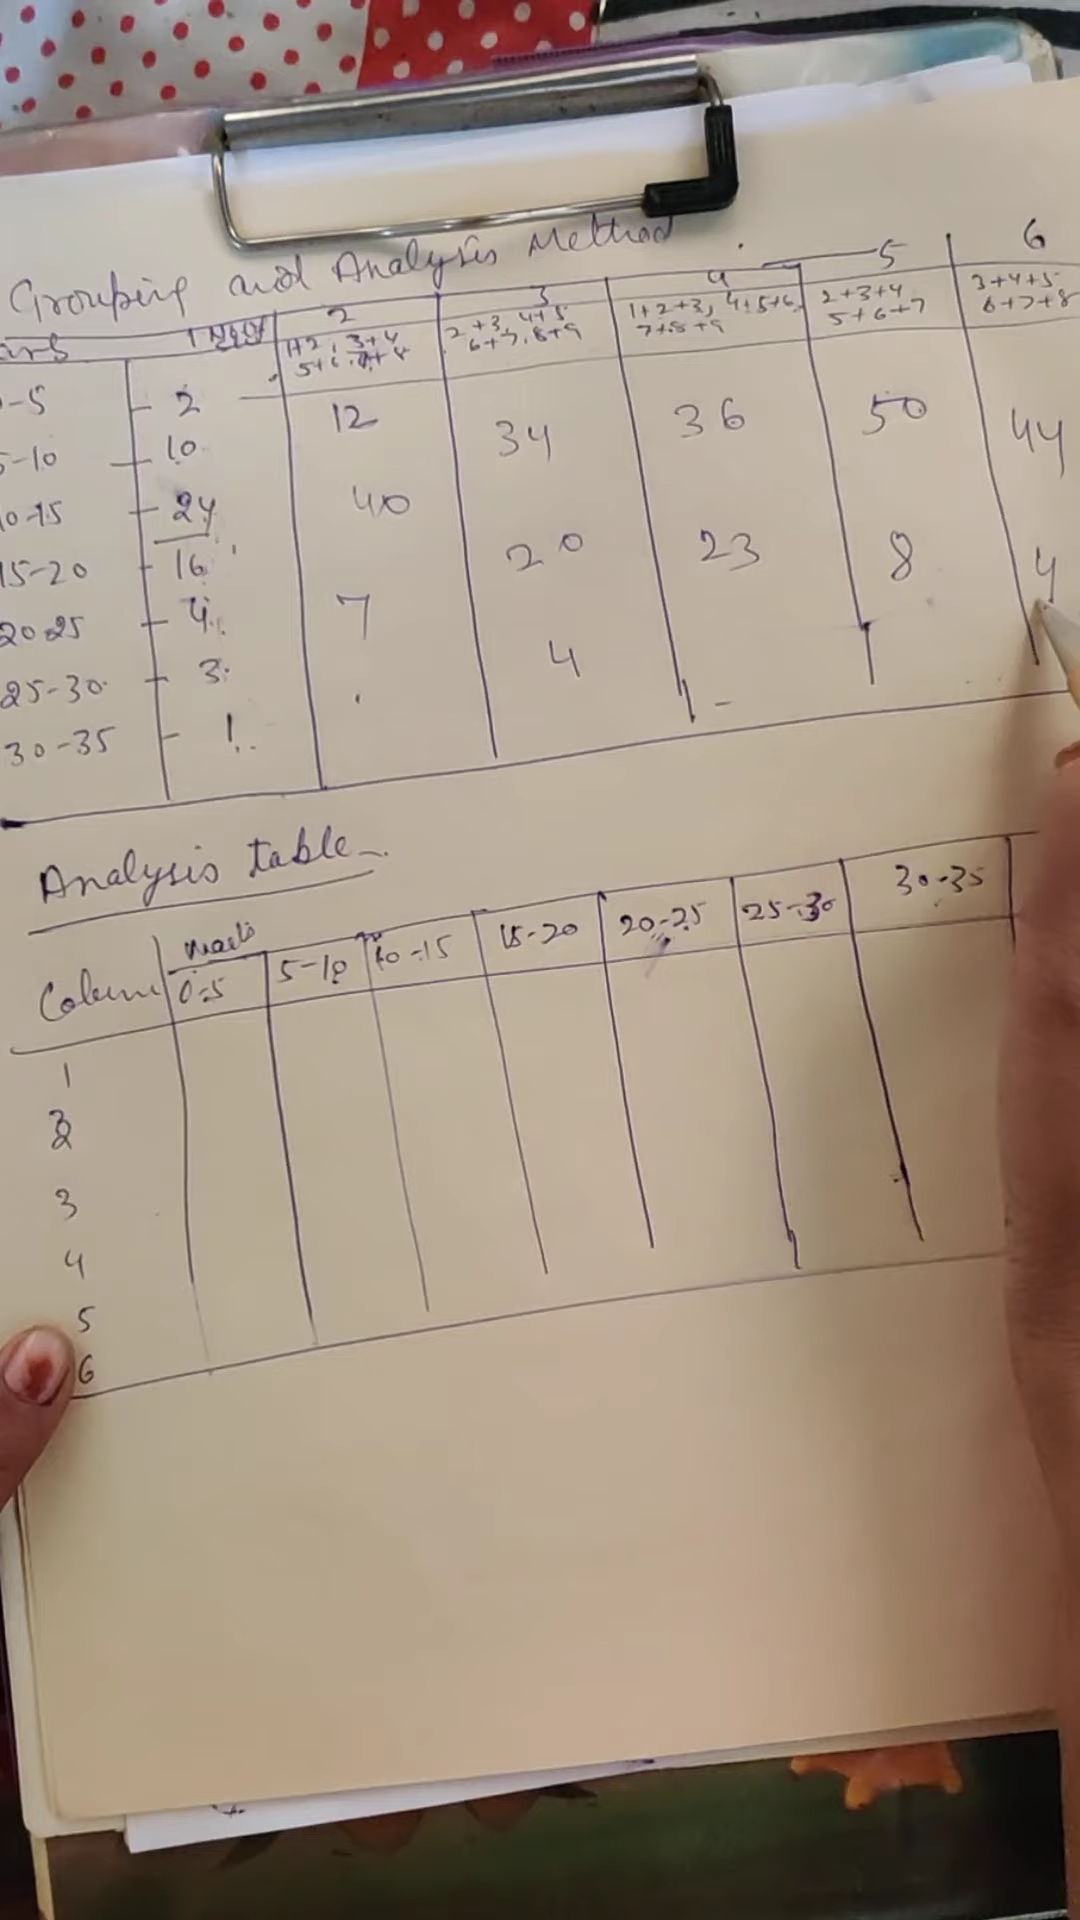 Grouping and Analysis Method
1 2 3 4 5 6
1+2, 3+4 2+3, 4+5 1+2+3, 4+5+6, 2+3+4 3+4+5
5+6, 6+7, 8+9 7+8+9 5+6+7 6+7+8
-5 2 12 34 36 50 44
5-10 10
10-15 24 40
15-20 16 20 23 8 4
20-25 4 7
25-30 3 4
30-35 1 -
Analysis table
Column Marks
0-5 5-10 10-15 15-20 20-25 25-30 30-35
1
2
3
4
5
6